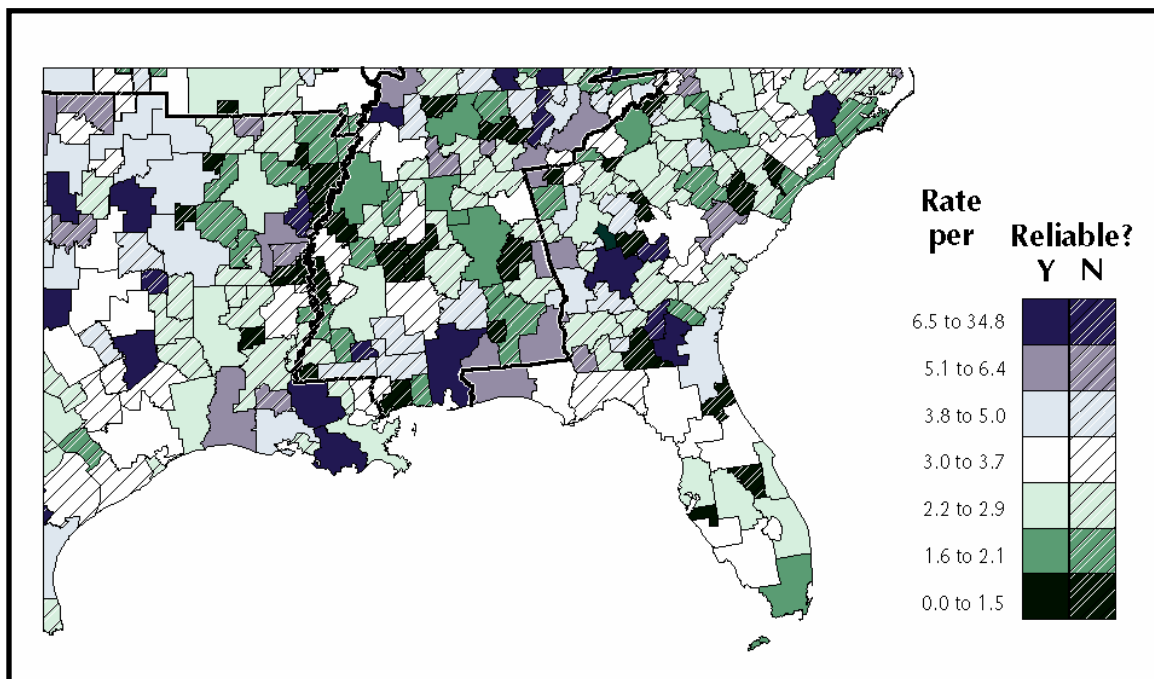 Rate
per
Reliable?
Y N
6.5 to 34.8
5.1 to 6.4
3.8 to 5.0
3.0 to 3.7
2.2 to 2.9
1.6 to 2.1
0.0 to 1.5